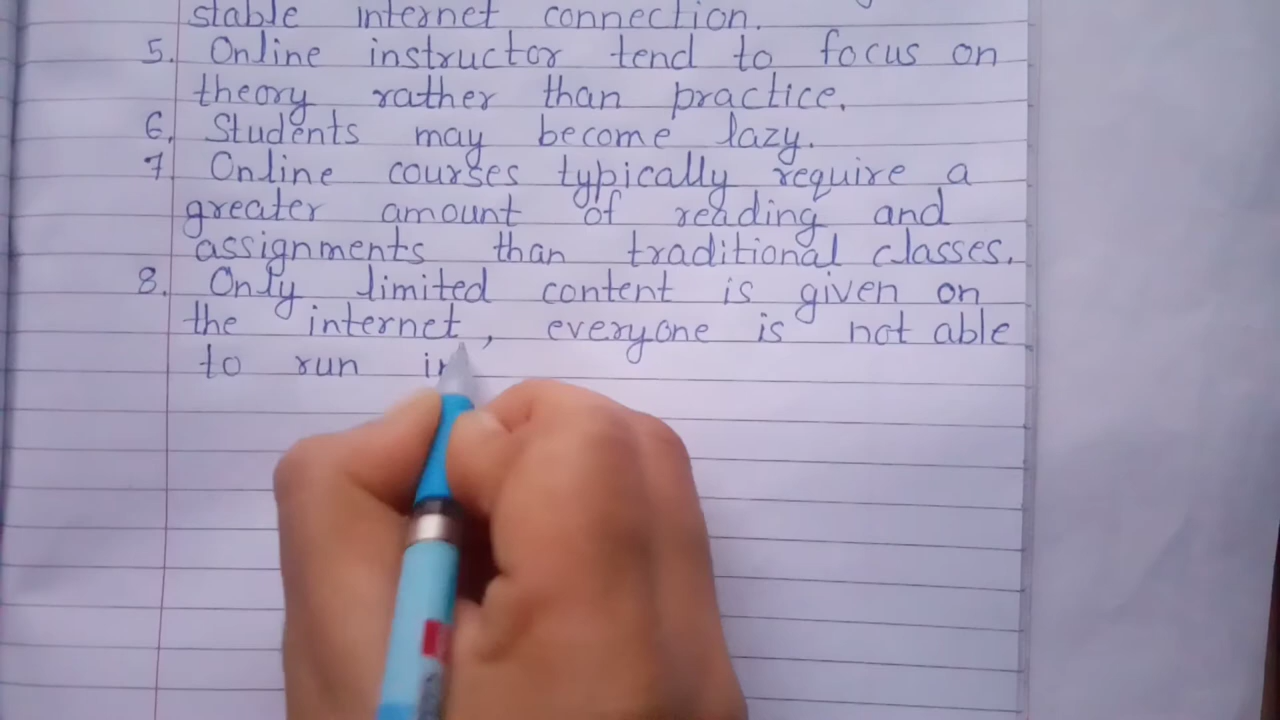 stable internet connection.
5. Online instructor tend to focus on
theory rather than practice.
6. Students may become lazy.
7 Online courses typically require a
greater amount of reading and
assignments than traditional classes.
8. Only limited content is given on
the internet, everyone is not able
to run in